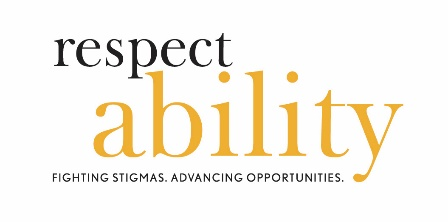 respect
ability
FIGHTING STIGMAS. ADVANCING OPPORTUNITIES.